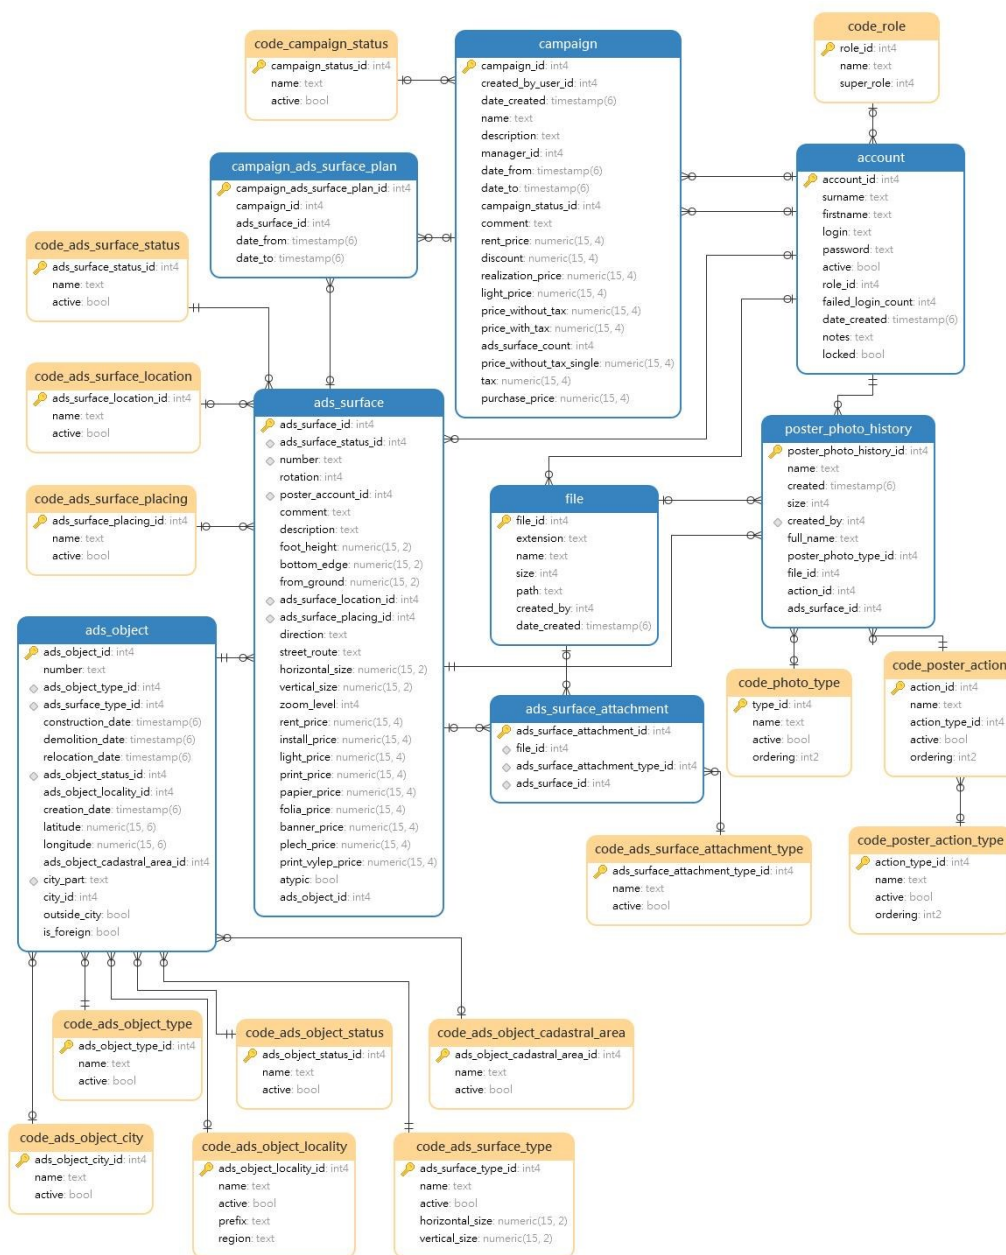 code_campaign_status
campaign_status_id: int4
name: text
active: bool
campaign
campaign_id: int4
created_by_user_id: int4
date_created: timestamp(6)
name: text
description: text
manager_id: int4
date_from: timestamp(6)
date_to: timestamp(6)
campaign_status_id: int4
comment: text
rent_price: numeric(15, 4)
discount: numeric(15, 4)
realization_price: numeric(15, 4)
light_price: numeric(15, 4)
price_without_tax: numeric(15, 4)
price_with_tax: numeric(15, 4)
ads_surface_count: int4
price_without_tax_single: numeric(15, 4)
tax: numeric(15, 4)
purchase_price: numeric(15, 4)
code_role
role_id: int4
name: text
super_role: int4
campaign_ads_surface_plan
campaign_ads_surface_plan_id: int4
campaign_id: int4
ads_surface_id: int4
date_from: timestamp(6)
date_to: timestamp(6)
account
account_id: int4
surname: text
firstname: text
login: text
password: text
active: bool
role_id: int4
failed_login_count: int4
date_created: timestamp(6)
notes: text
locked: bool
code_ads_surface_status
ads_surface_status_id: int4
name: text
active: bool
code_ads_surface_location
ads_surface_location_id: int4
name: text
active: bool
code_ads_surface_placing
ads_surface_placing_id: int4
name: text
active: bool
ads_surface
ads_surface_id: int4
ads_surface_status_id: int4
number: text
rotation: int4
poster_account_id: int4
comment: text
description: text
foot_height: numeric(15, 2)
bottom_edge: numeric(15, 2)
from_ground: numeric(15, 2)
ads_surface_location_id: int4
ads_surface_placing_id: int4
direction: text
street_route: text
horizontal_size: numeric(15, 2)
vertical_size: numeric(15, 2)
zoom_level: int4
rent_price: numeric(15, 4)
install_price: numeric(15, 4)
light_price: numeric(15, 4)
print_price: numeric(15, 4)
papier_price: numeric(15, 4)
folia_price: numeric(15, 4)
banner_price: numeric(15, 4)
plech_price: numeric(15, 4)
print_vylep_price: numeric(15, 4)
atypic: bool
ads_object_id: int4
file
file_id: int4
extension: text
name: text
size: int4
path: text
created_by: int4
date_created: timestamp(6)
poster_photo_history
poster_photo_history_id: int4
name: text
created: timestamp(6)
size: int4
created_by: int4
full_name: text
poster_photo_type_id: int4
file_id: int4
action_id: int4
ads_surface_id: int4
ads_object
ads_object_id: int4
number: text
ads_object_type_id: int4
ads_surface_type_id: int4
construction_date: timestamp(6)
demolition_date: timestamp(6)
relocation_date: timestamp(6)
ads_object_status_id: int4
ads_object_locality_id: int4
creation_date: timestamp(6)
latitude: numeric(15, 6)
longitude: numeric(15, 6)
ads_object_cadastral_area_id: int4
city_part: text
city_id: int4
outside_city: bool
is_foreign: bool
ads_surface_attachment
ads_surface_attachment_id: int4
file_id: int4
ads_surface_attachment_type_id: int4
ads_surface_id: int4
code_photo_type
type_id: int4
name: text
active: bool
ordering: int2
code_poster_action
action_id: int4
name: text
action_type_id: int4
active: bool
ordering: int2
code_ads_surface_attachment_type
ads_surface_attachment_type_id: int4
name: text
active: bool
code_poster_action_type
action_type_id: int4
name: text
active: bool
ordering: int2
code_ads_object_type
ads_object_type_id: int4
name: text
active: bool
code_ads_object_status
ads_object_status_id: int4
name: text
active: bool
code_ads_object_cadastral_area
ads_object_cadastral_area_id: int4
name: text
active: bool
code_ads_object_city
ads_object_city_id: int4
name: text
active: bool
code_ads_object_locality
ads_object_locality_id: int4
name: text
active: bool
prefix: text
region: text
code_ads_surface_type
ads_surface_type_id: int4
name: text
active: bool
horizontal_size: numeric(15, 2)
vertical_size: numeric(15, 2)